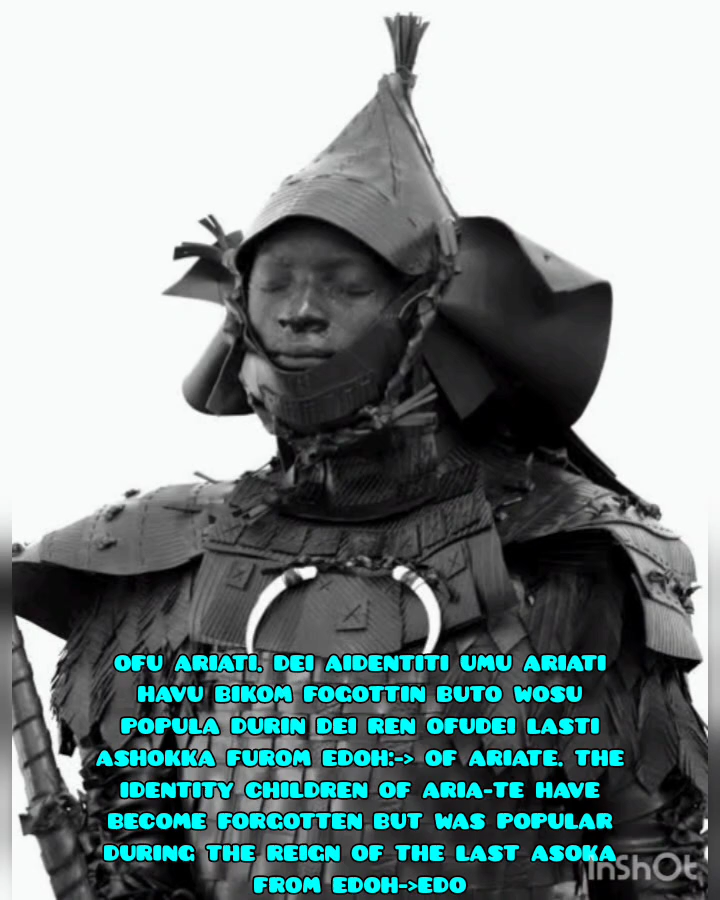 OFU ARIATI. DEI AIDENTITI UMU ARIATI
HAVU BIKOM FOGOTTIN BUTO WOSU
POPULA DURIN DEI REN OFUDEI LASTI
ASHOKKA FUROM EDOH:-> OF ARIATE. THE
IDENTITY CHILDREN OF ARIA-TE HAVE
BECOME FORGOTTEN BUT WAS POPULAR
DURING THE REIGN OF THE LAST ASOKA
FROM EDOH->EDO
InShOt